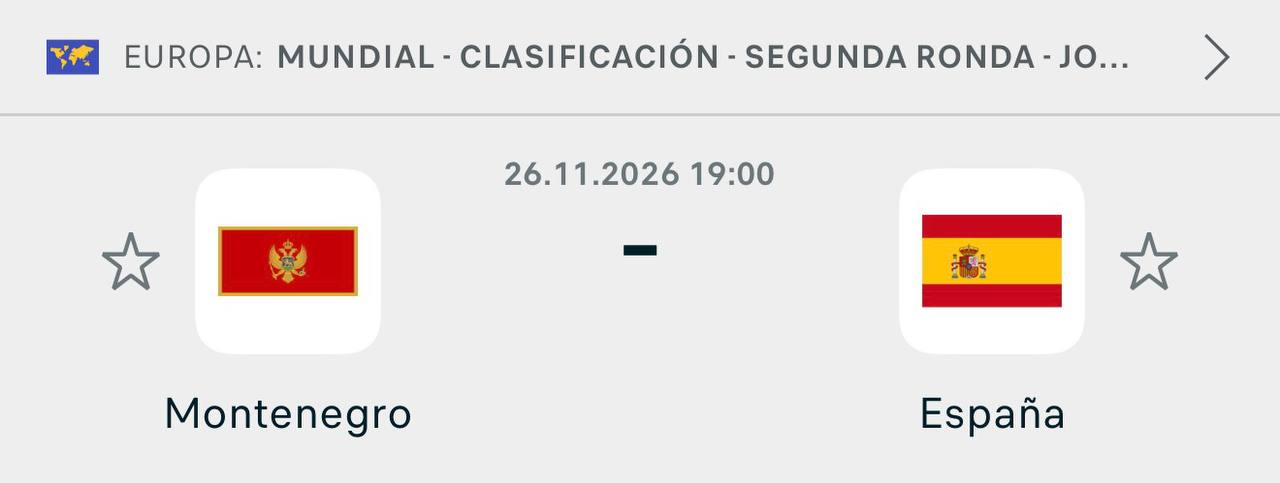 EUROPA: MUNDIAL - CLASIFICACIÓN - SEGUNDA RONDA - JO...
26.11.2026 19:00
-
Montenegro
España